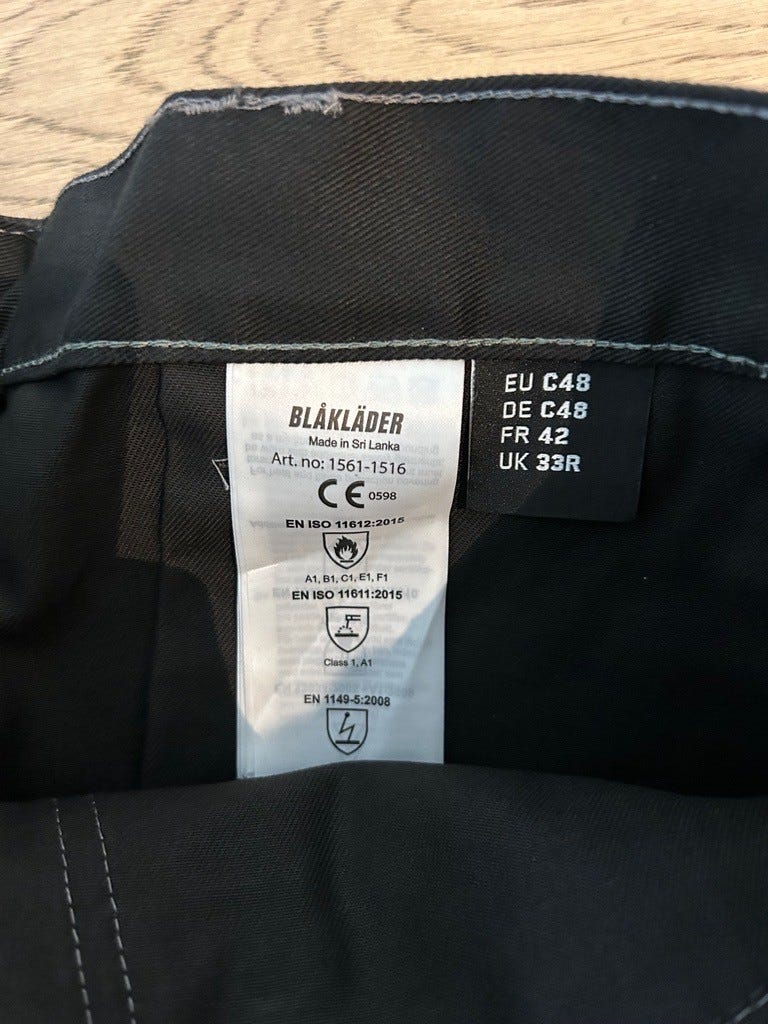 BLÅKLÄDER
Made in Sri Lanka
Art. no: 1561-1516
CE 0598
EN ISO 11612:2015
A1, B1, C1, E1, F1
EN ISO 11611:2015
Class 1, A1
EN 1149-5:2008
EU C48
DE C48
FR 42
UK 33R